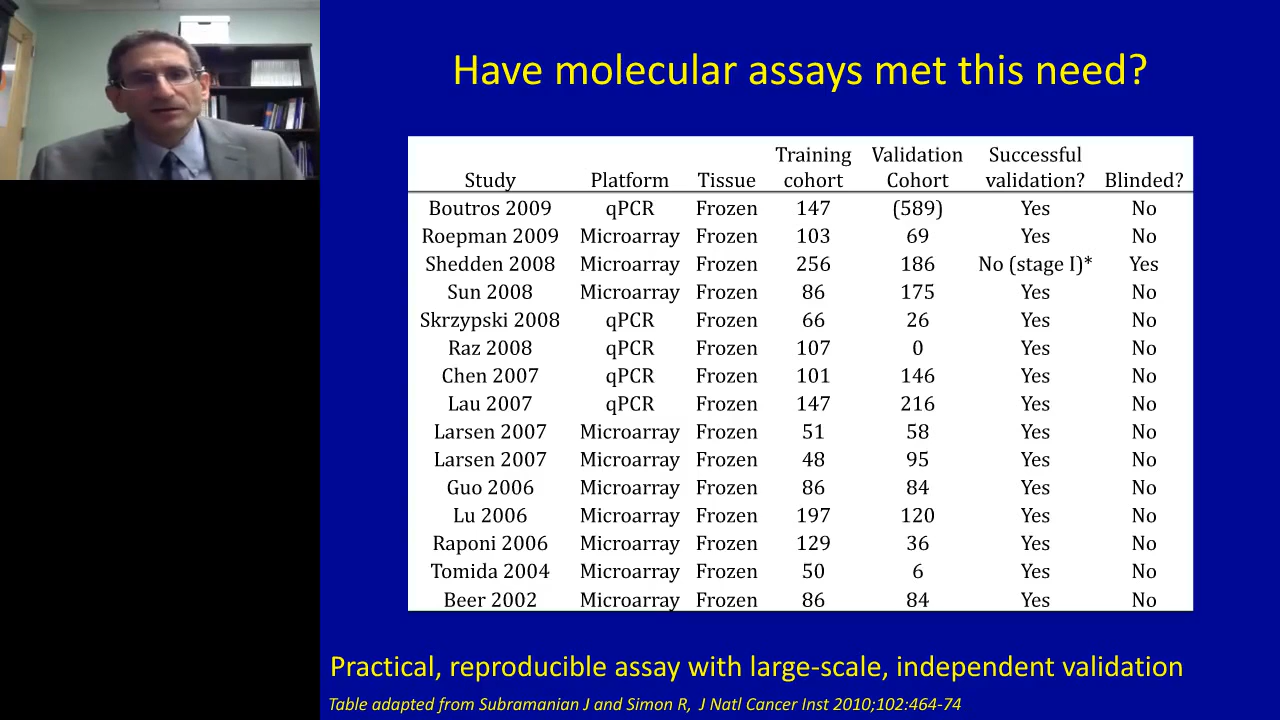 Have molecular assays met this need?
Training Validation Successful
Study Platform Tissue cohort Cohort validation? Blinded?
Boutros 2009 qPCR Frozen 147 (589) Yes No
Roepman 2009 Microarray Frozen 103 69 Yes No
Shedden 2008 Microarray Frozen 256 186 No (stage I)* Yes
Sun 2008 Microarray Frozen 86 175 Yes No
Skrzypski 2008 qPCR Frozen 66 26 Yes No
Raz 2008 qPCR Frozen 107 0 Yes No
Chen 2007 qPCR Frozen 101 146 Yes No
Lau 2007 qPCR Frozen 147 216 Yes No
Larsen 2007 Microarray Frozen 51 58 Yes No
Larsen 2007 Microarray Frozen 48 95 Yes No
Guo 2006 Microarray Frozen 86 84 Yes No
Lu 2006 Microarray Frozen 197 120 Yes No
Raponi 2006 Microarray Frozen 129 36 Yes No
Tomida 2004 Microarray Frozen 50 6 Yes No
Beer 2002 Microarray Frozen 86 84 Yes No
Practical, reproducible assay with large-scale, independent validation
Table adapted from Subramanian J and Simon R, J Natl Cancer Inst 2010;102:464-74